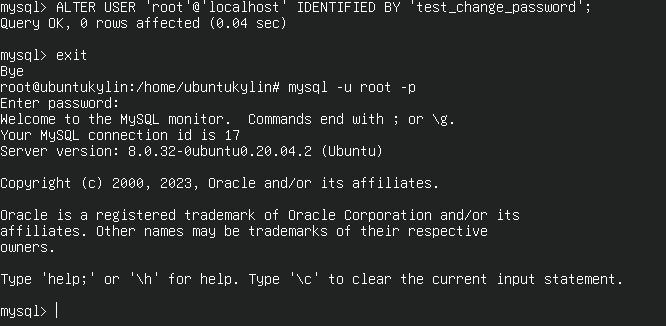 mysql> ALTER USER 'root'@'localhost' IDENTIFIED BY 'test_change_password';
Query OK, 0 rows affected (0.04 sec)
mysql> exit
Bye
root@ubuntukylin:/home/ubuntukylin# mysql -u root -p
Enter password:
Welcome to the MySQL monitor.  Commands end with ; or \g.
Your MySQL connection id is 17
Server version: 8.0.32-0ubuntu0.20.04.2 (Ubuntu)
Copyright (c) 2000, 2023, Oracle and/or its affiliates.
Oracle is a registered trademark of Oracle Corporation and/or its
affiliates. Other names may be trademarks of their respective
owners.
Type 'help;' or '\h' for help. Type '\c' to clear the current input statement.
mysql>